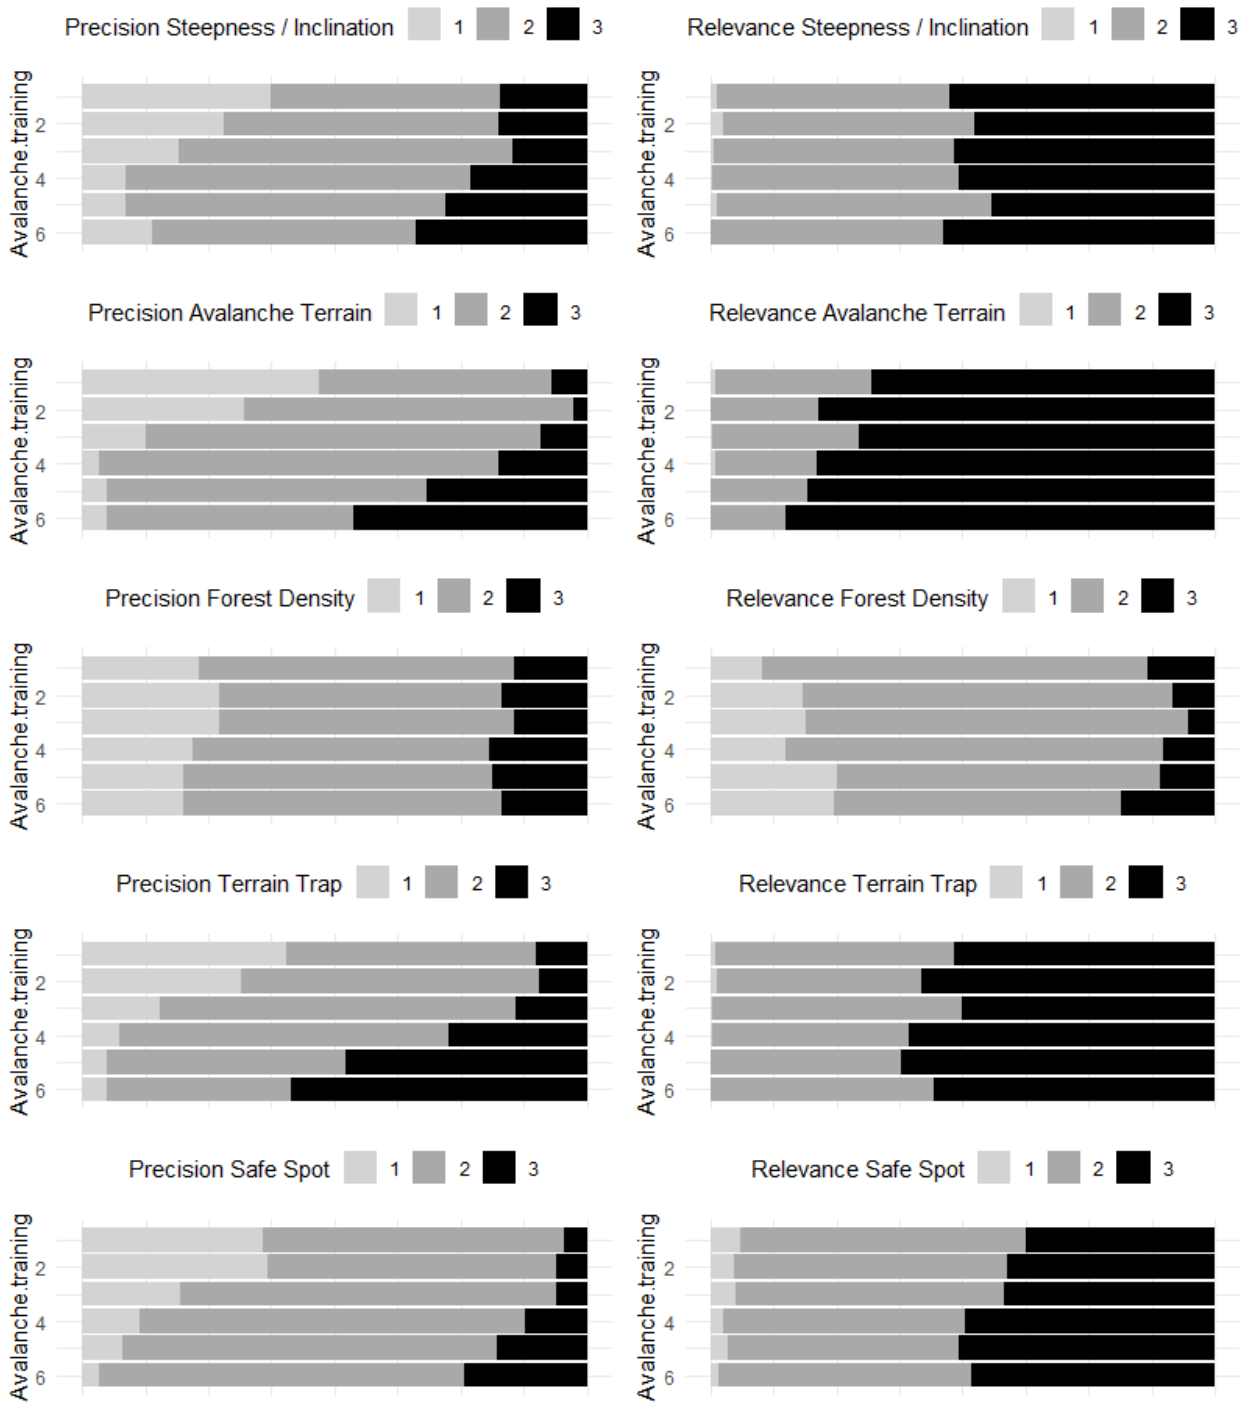 Precision Steepness / Inclination 1 2 3
Relevance Steepness / Inclination 1 2 3
Avalanche.training
2
4
6
Avalanche.training
2
4
6
Precision Avalanche Terrain 1 2 3
Relevance Avalanche Terrain 1 2 3
Avalanche.training
2
4
6
Avalanche.training
2
4
6
Precision Forest Density 1 2 3
Relevance Forest Density 1 2 3
Avalanche.training
2
4
6
Avalanche.training
2
4
6
Precision Terrain Trap 1 2 3
Relevance Terrain Trap 1 2 3
Avalanche.training
2
4
6
Avalanche.training
2
4
6
Precision Safe Spot 1 2 3
Relevance Safe Spot 1 2 3
Avalanche.training
2
4
6
Avalanche.training
2
4
6